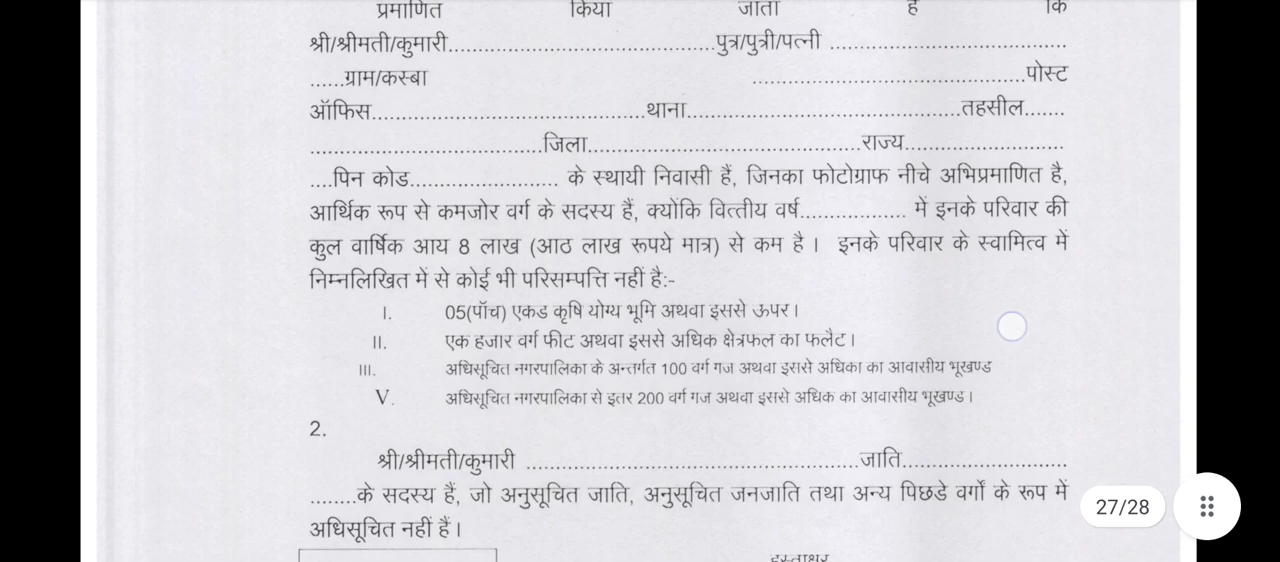 प्रमाणित किया जाता है कि
श्री/श्रीमती/कुमारी..........................................पुत्र/पुत्री/पत्नी .....................................
......ग्राम/कस्बा ...........................................पोस्ट
ऑफिस...........................................थाना...........................................तहसील.......
.....................................जिला...........................................राज्य.........................
....पिन कोड....................... के स्थायी निवासी हैं, जिनका फोटोग्राफ नीचे अभिप्रमाणित है,
आर्थिक रूप से कमजोर वर्ग के सदस्य हैं, क्योंकि वित्तीय वर्ष................. में इनके परिवार की
कुल वार्षिक आय 8 लाख (आठ लाख रूपये मात्र) से कम है। इनके परिवार के स्वामित्व में
निम्नलिखित में से कोई भी परिसम्पत्ति नहीं है:-
I. 05(पॉच) एकड कृषि योग्य भूमि अथवा इससे ऊपर।
II. एक हजार वर्ग फीट अथवा इससे अधिक क्षेत्रफल का फलैट।
III. अधिसूचित नगरपालिका के अन्तर्गत 100 वर्ग गज अथवा इससे अधिका का आवासीय भूखण्ड
V. अधिसूचित नगरपालिका से इतर 200 वर्ग गज अथवा इससे अधिक का आवासीय भूखण्ड।
2.
श्री/श्रीमती/कुमारी .....................................................जाति..........................
........के सदस्य हैं, जो अनुसूचित जाति, अनुसूचित जनजाति तथा अन्य पिछडे वर्गों के रूप में
अधिसूचित नहीं हैं।
27/28
हस्ताक्षर